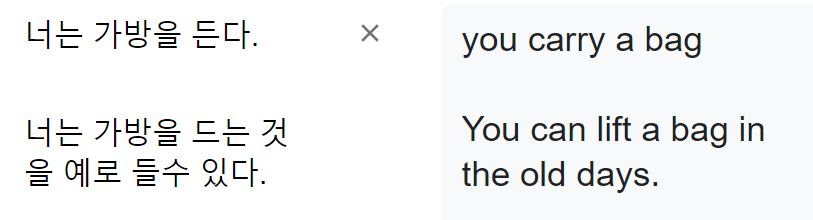 너는 가방을 든다.
you carry a bag
너는 가방을 드는 것
을 예로 들수 있다.
You can lift a bag in
the old days.